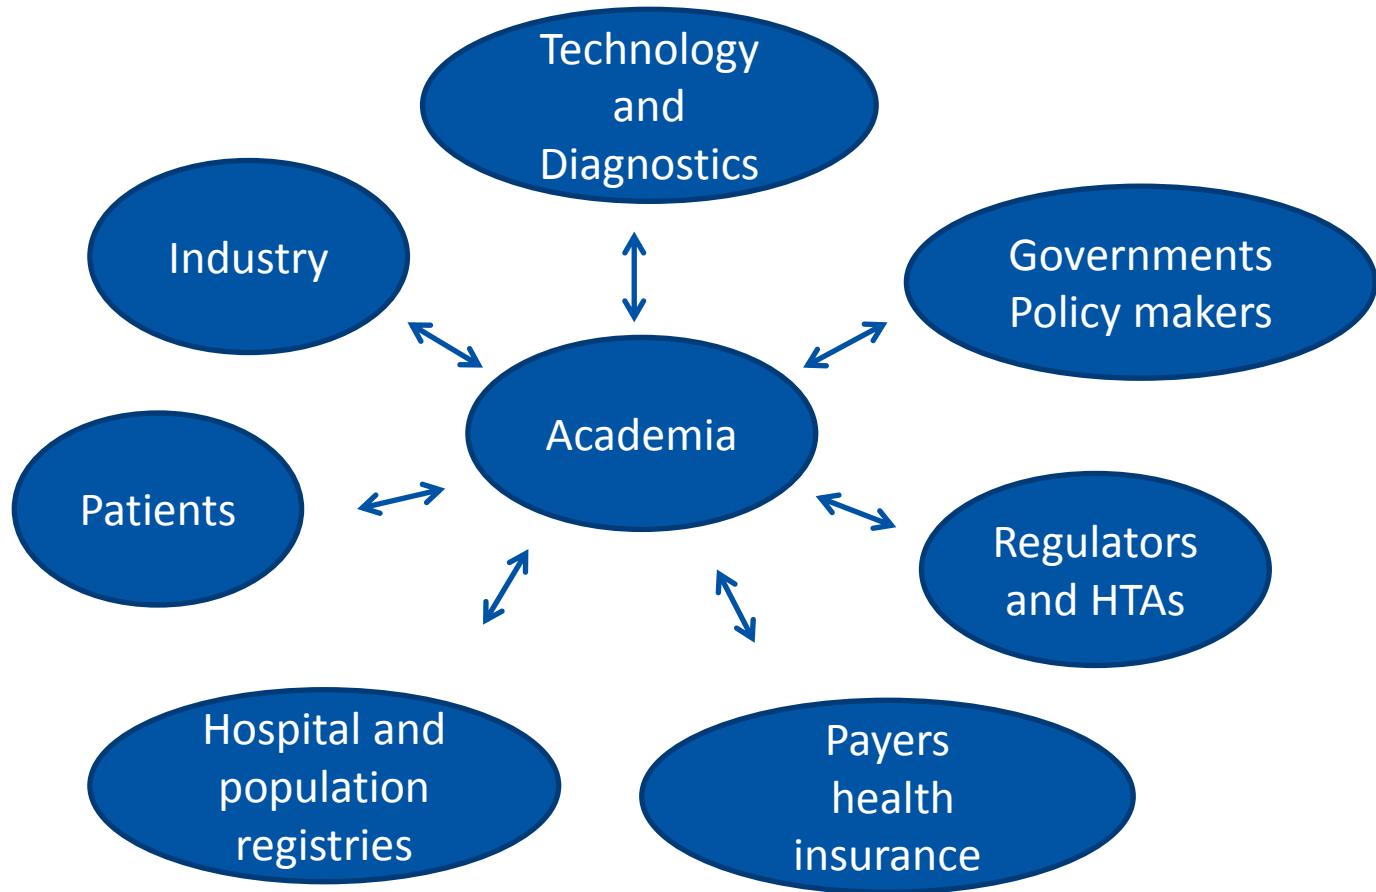 Technology
and
Diagnostics
Industry
Governments
Policy makers
Academia
Patients
Regulators
and HTAs
Hospital and
population
registries
Payers
health
insurance